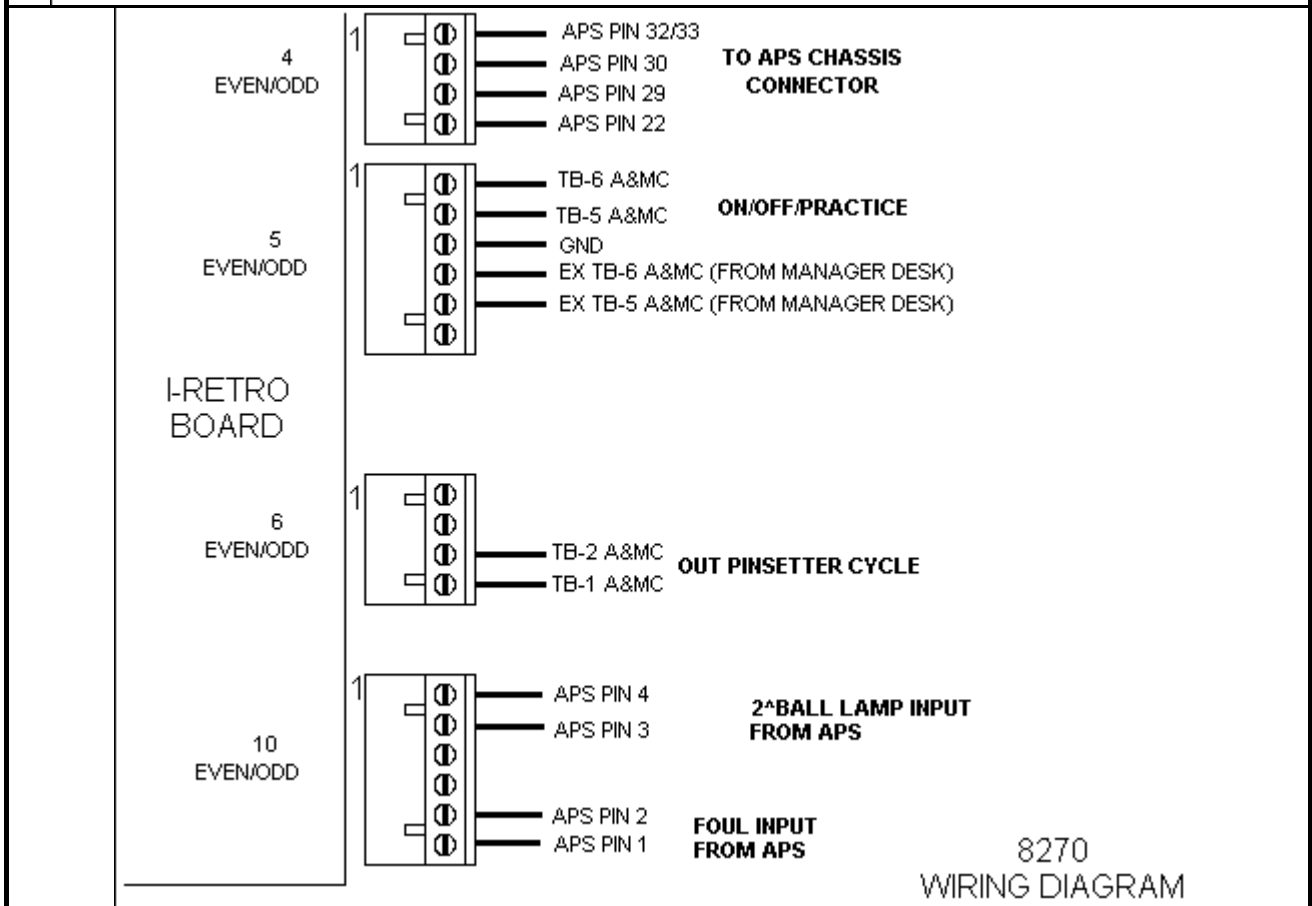 1
4
EVEN/ODD
APS PIN 32/33
APS PIN 30
APS PIN 29
APS PIN 22
TO APS CHASSIS
CONNECTOR
1
5
EVEN/ODD
TB-6 A&MC
TB-5 A&MC
GND
EX TB-6 A&MC (FROM MANAGER DESK)
EX TB-5 A&MC (FROM MANAGER DESK)
ON/OFF/PRACTICE
I-RETRO
BOARD
1
6
EVEN/ODD
TB-2 A&MC
TB-1 A&MC
OUT PINSETTER CYCLE
1
10
EVEN/ODD
APS PIN 4
APS PIN 3
2^BALL LAMP INPUT
FROM APS
APS PIN 2
APS PIN 1
FOUL INPUT
FROM APS
8270
WIRING DIAGRAM